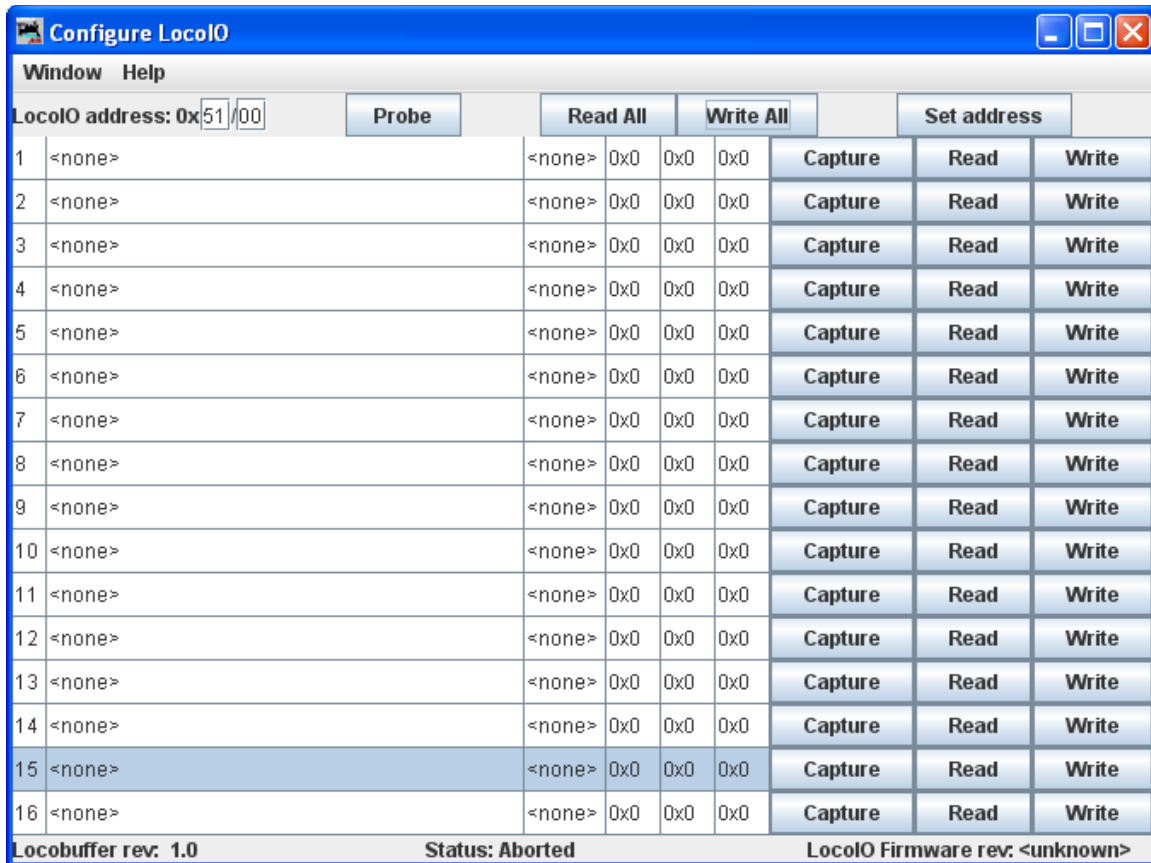 Configure LocoIO
Window Help
LocoIO address: 0x 51 / 00 Probe Read All Write All Set address
1 <none> <none> 0x0 0x0 0x0 Capture Read Write
2 <none> <none> 0x0 0x0 0x0 Capture Read Write
3 <none> <none> 0x0 0x0 0x0 Capture Read Write
4 <none> <none> 0x0 0x0 0x0 Capture Read Write
5 <none> <none> 0x0 0x0 0x0 Capture Read Write
6 <none> <none> 0x0 0x0 0x0 Capture Read Write
7 <none> <none> 0x0 0x0 0x0 Capture Read Write
8 <none> <none> 0x0 0x0 0x0 Capture Read Write
9 <none> <none> 0x0 0x0 0x0 Capture Read Write
10 <none> <none> 0x0 0x0 0x0 Capture Read Write
11 <none> <none> 0x0 0x0 0x0 Capture Read Write
12 <none> <none> 0x0 0x0 0x0 Capture Read Write
13 <none> <none> 0x0 0x0 0x0 Capture Read Write
14 <none> <none> 0x0 0x0 0x0 Capture Read Write
15 <none> <none> 0x0 0x0 0x0 Capture Read Write
16 <none> <none> 0x0 0x0 0x0 Capture Read Write
Locobuffer rev: 1.0 Status: Aborted LocoIO Firmware rev: <unknown>